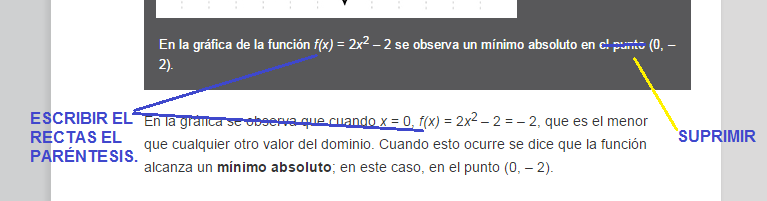 En la gráfica de la función f(x) = 2x² – 2 se observa un mínimo absoluto en el punto (0, –
2).
ESCRIBIR EL
RECTAS EL
PARÉNTESIS.
En la gráfica se observa que cuando x = 0, f(x) = 2x² – 2 = – 2, que es el menor
que cualquier otro valor del dominio. Cuando esto ocurre se dice que la función
alcanza un mínimo absoluto; en este caso, en el punto (0, – 2).
SUPRIMIR